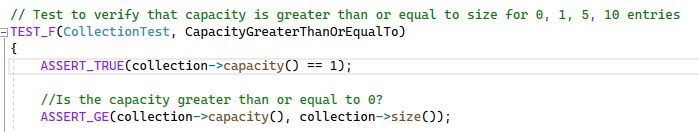 // Test to verify that capacity is greater than or equal to size for 0, 1, 5, 10 entries
TEST_F(CollectionTest, CapacityGreaterThanOrEqualTo)
{
ASSERT_TRUE(collection->capacity() == 1);
//Is the capacity greater than or equal to 0?
ASSERT_GE(collection->capacity(), collection->size());